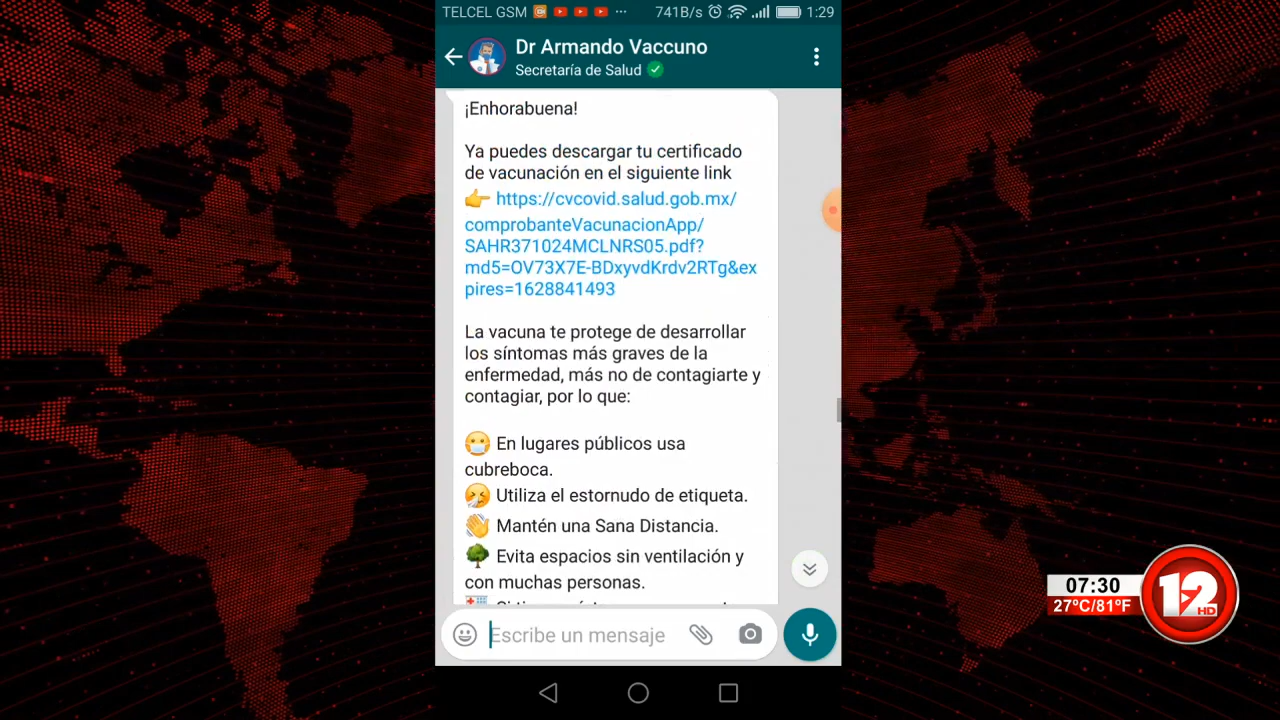 TELCEL GSM ... 741B/s 1:29
Dr Armando Vaccuno
Secretaría de Salud
¡Enhorabuena!
Ya puedes descargar tu certificado
de vacunación en el siguiente link
👉 https://cvcovid.salud.gob.mx/
comprobanteVacunacionApp/
SAHR371024MCLNRS05.pdf?
md5=OV73X7E-BDxyvdKrdv2RTg&ex
pires=1628841493
La vacuna te protege de desarrollar
los síntomas más graves de la
enfermedad, más no de contagiarte y
contagiar, por lo que:
😷 En lugares públicos usa
cubreboca.
🤧 Utiliza el estornudo de etiqueta.
👋 Mantén una Sana Distancia.
🌳 Evita espacios sin ventilación y
con muchas personas.
Escribe un mensaje
07:30
27°C/81°F
12
HD